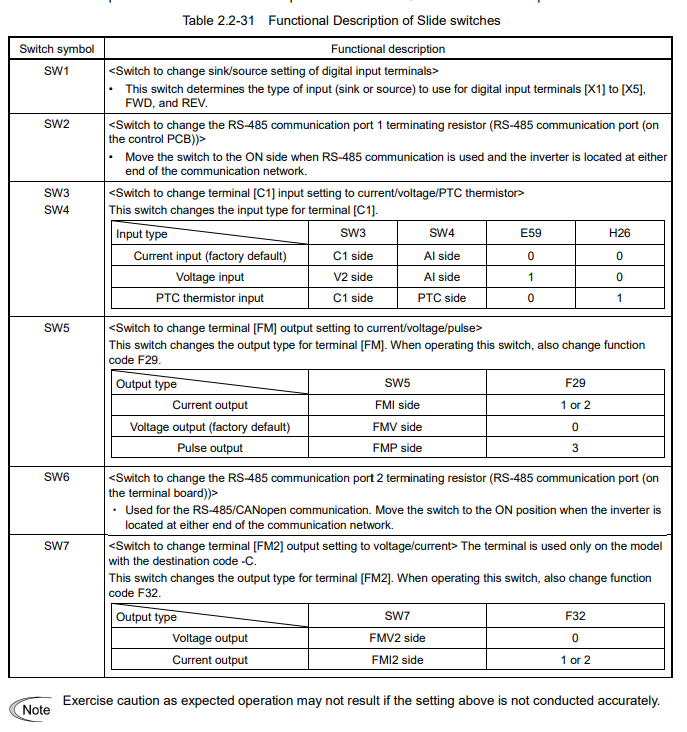 Table 2.2-31 Functional Description of Slide switches
Switch symbol Functional description
SW1 <Switch to change sink/source setting of digital input terminals>
• This switch determines the type of input (sink or source) to use for digital input terminals [X1] to [X5],
FWD, and REV.
SW2 <Switch to change the RS-485 communication port 1 terminating resistor (RS-485 communication port (on
the control PCB))>
• Move the switch to the ON side when RS-485 communication is used and the inverter is located at either
end of the communication network.
SW3 <Switch to change terminal [C1] input setting to current/voltage/PTC thermistor>
SW4 This switch changes the input type for terminal [C1].
Input type SW3 SW4 E59 H26
Current input (factory default) C1 side AI side 0 0
Voltage input V2 side AI side 1 0
PTC thermistor input C1 side PTC side 0 1
SW5 <Switch to change terminal [FM] output setting to current/voltage/pulse>
This switch changes the output type for terminal [FM]. When operating this switch, also change function
code F29.
Output type SW5 F29
Current output FMI side 1 or 2
Voltage output (factory default) FMV side 0
Pulse output FMP side 3
SW6 <Switch to change the RS-485 communication port 2 terminating resistor (RS-485 communication port (on
the terminal board))>
• Used for the RS-485/CANopen communication. Move the switch to the ON position when the inverter is
located at either end of the communication network.
SW7 <Switch to change terminal [FM2] output setting to voltage/current> The terminal is used only on the model
with the destination code -C.
This switch changes the output type for terminal [FM2]. When operating this switch, also change function
code F32.
Output type SW7 F32
Voltage output FMV2 side 0
Current output FMI2 side 1 or 2
Note Exercise caution as expected operation may not result if the setting above is not conducted accurately.